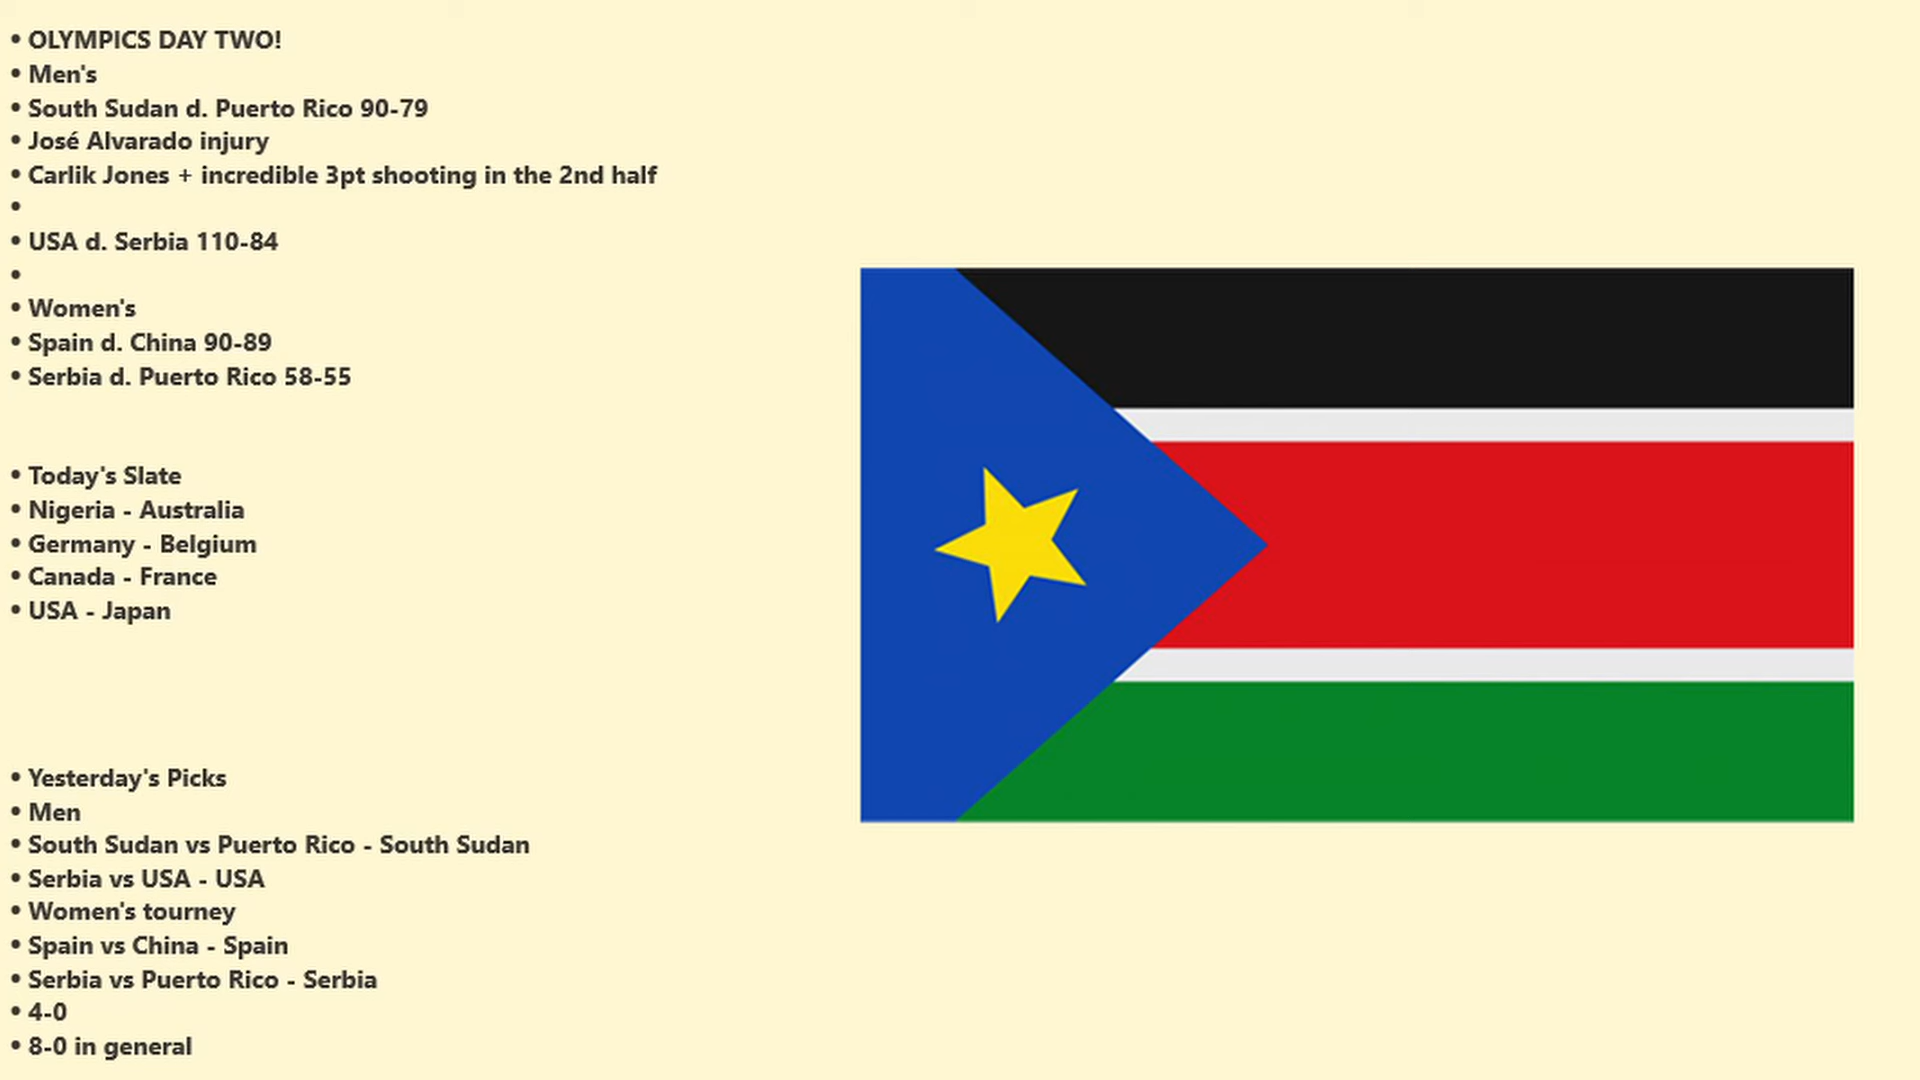 • OLYMPICS DAY TWO!
• Men's
• South Sudan d. Puerto Rico 90-79
• José Alvarado injury
• Carlik Jones + incredible 3pt shooting in the 2nd half
•
• USA d. Serbia 110-84
•
• Women's
• Spain d. China 90-89
• Serbia d. Puerto Rico 58-55
• Today's Slate
• Nigeria - Australia
• Germany - Belgium
• Canada - France
• USA - Japan
• Yesterday's Picks
• Men
• South Sudan vs Puerto Rico - South Sudan
• Serbia vs USA - USA
• Women's tourney
• Spain vs China - Spain
• Serbia vs Puerto Rico - Serbia
• 4-0
• 8-0 in general